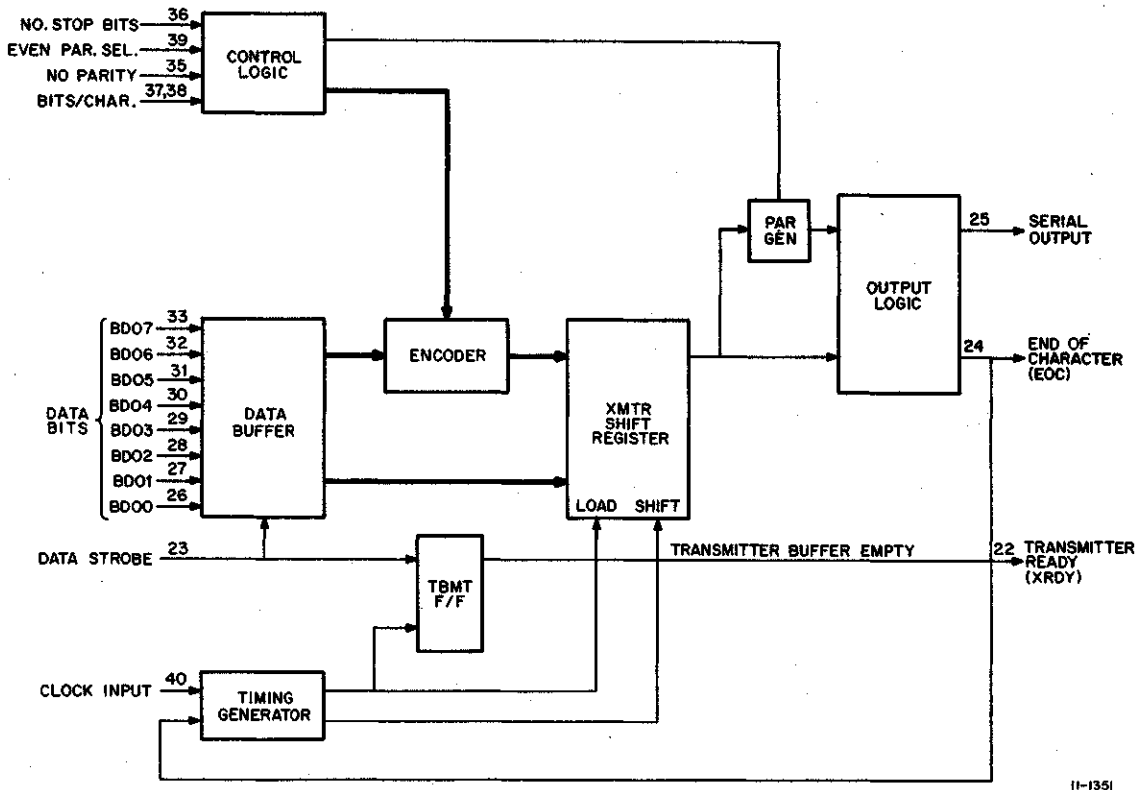 NO. STOP BITS 36
EVEN PAR. SEL. 39
NO PARITY 35
BITS/CHAR. 37,38
CONTROL
LOGIC
PAR
GEN
OUTPUT
LOGIC
25 SERIAL
OUTPUT
24 END OF
CHARACTER
(EOC)
DATA
BITS
BD07 33
BD06 32
BD05 31
BD04 30
BD03 29
BD02 28
BD01 27
BD00 26
DATA
BUFFER
ENCODER
XMTR
SHIFT
REGISTER
LOAD SHIFT
DATA STROBE 23
TBMT
F/F
TRANSMITTER BUFFER EMPTY
22 TRANSMITTER
READY
(XRDY)
CLOCK INPUT 40
TIMING
GENERATOR
11-1351